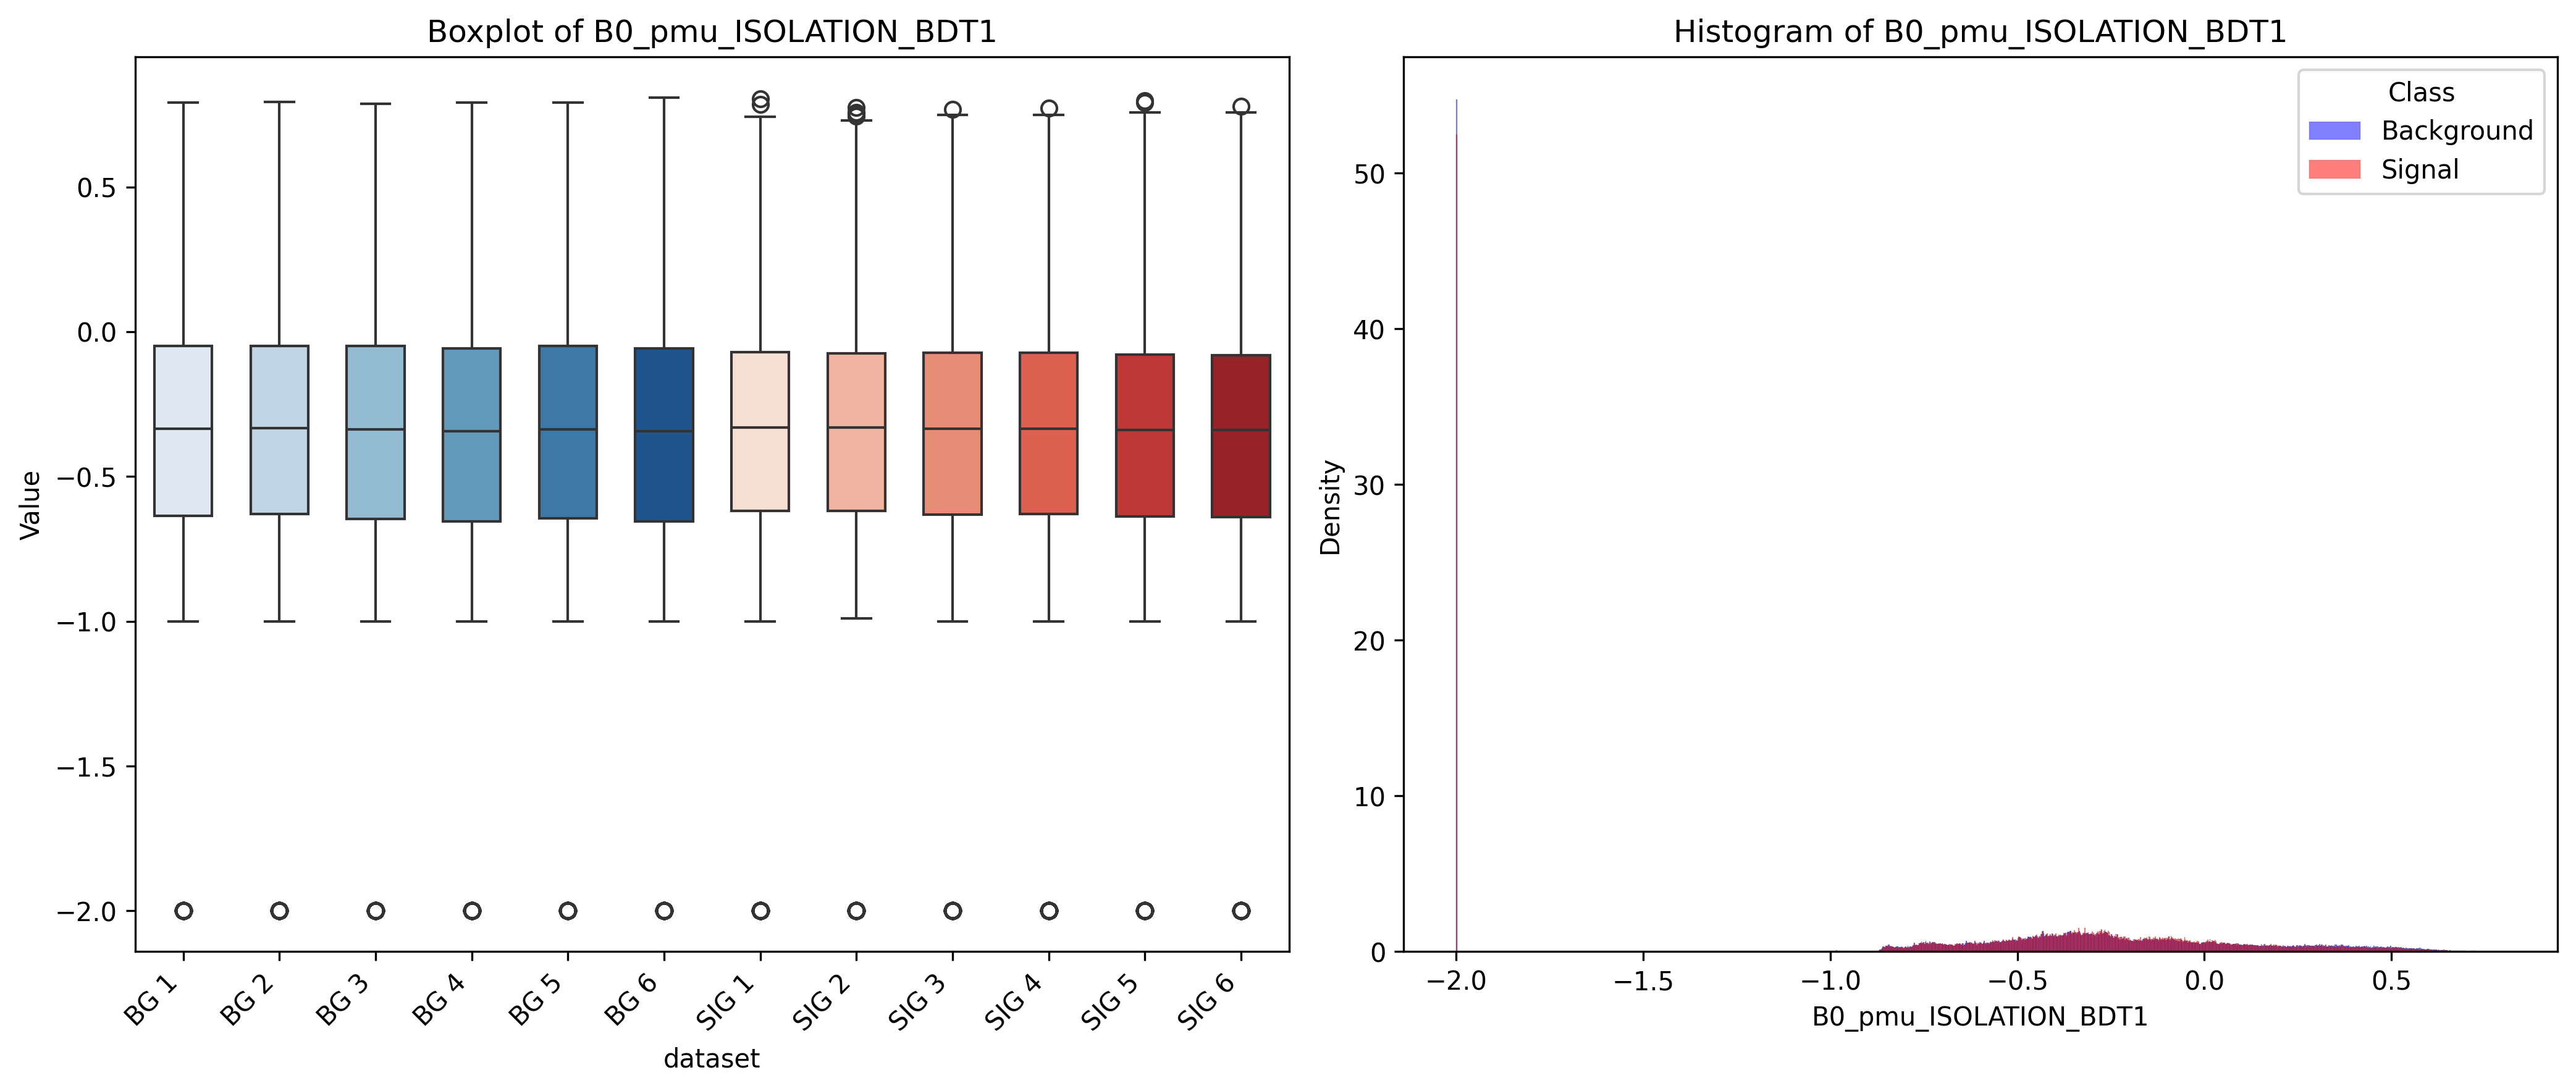 Boxplot of B0_pmu_ISOLATION_BDT1
Value
0.5
0.0
−0.5
−1.0
−1.5
−2.0
BG 1
BG 2
BG 3
BG 4
BG 5
BG 6
SIG 1
SIG 2
SIG 3
SIG 4
SIG 5
SIG 6
dataset
Histogram of B0_pmu_ISOLATION_BDT1
Class
Background
Signal
Density
50
40
30
20
10
0
−2.0
−1.5
−1.0
−0.5
0.0
0.5
B0_pmu_ISOLATION_BDT1